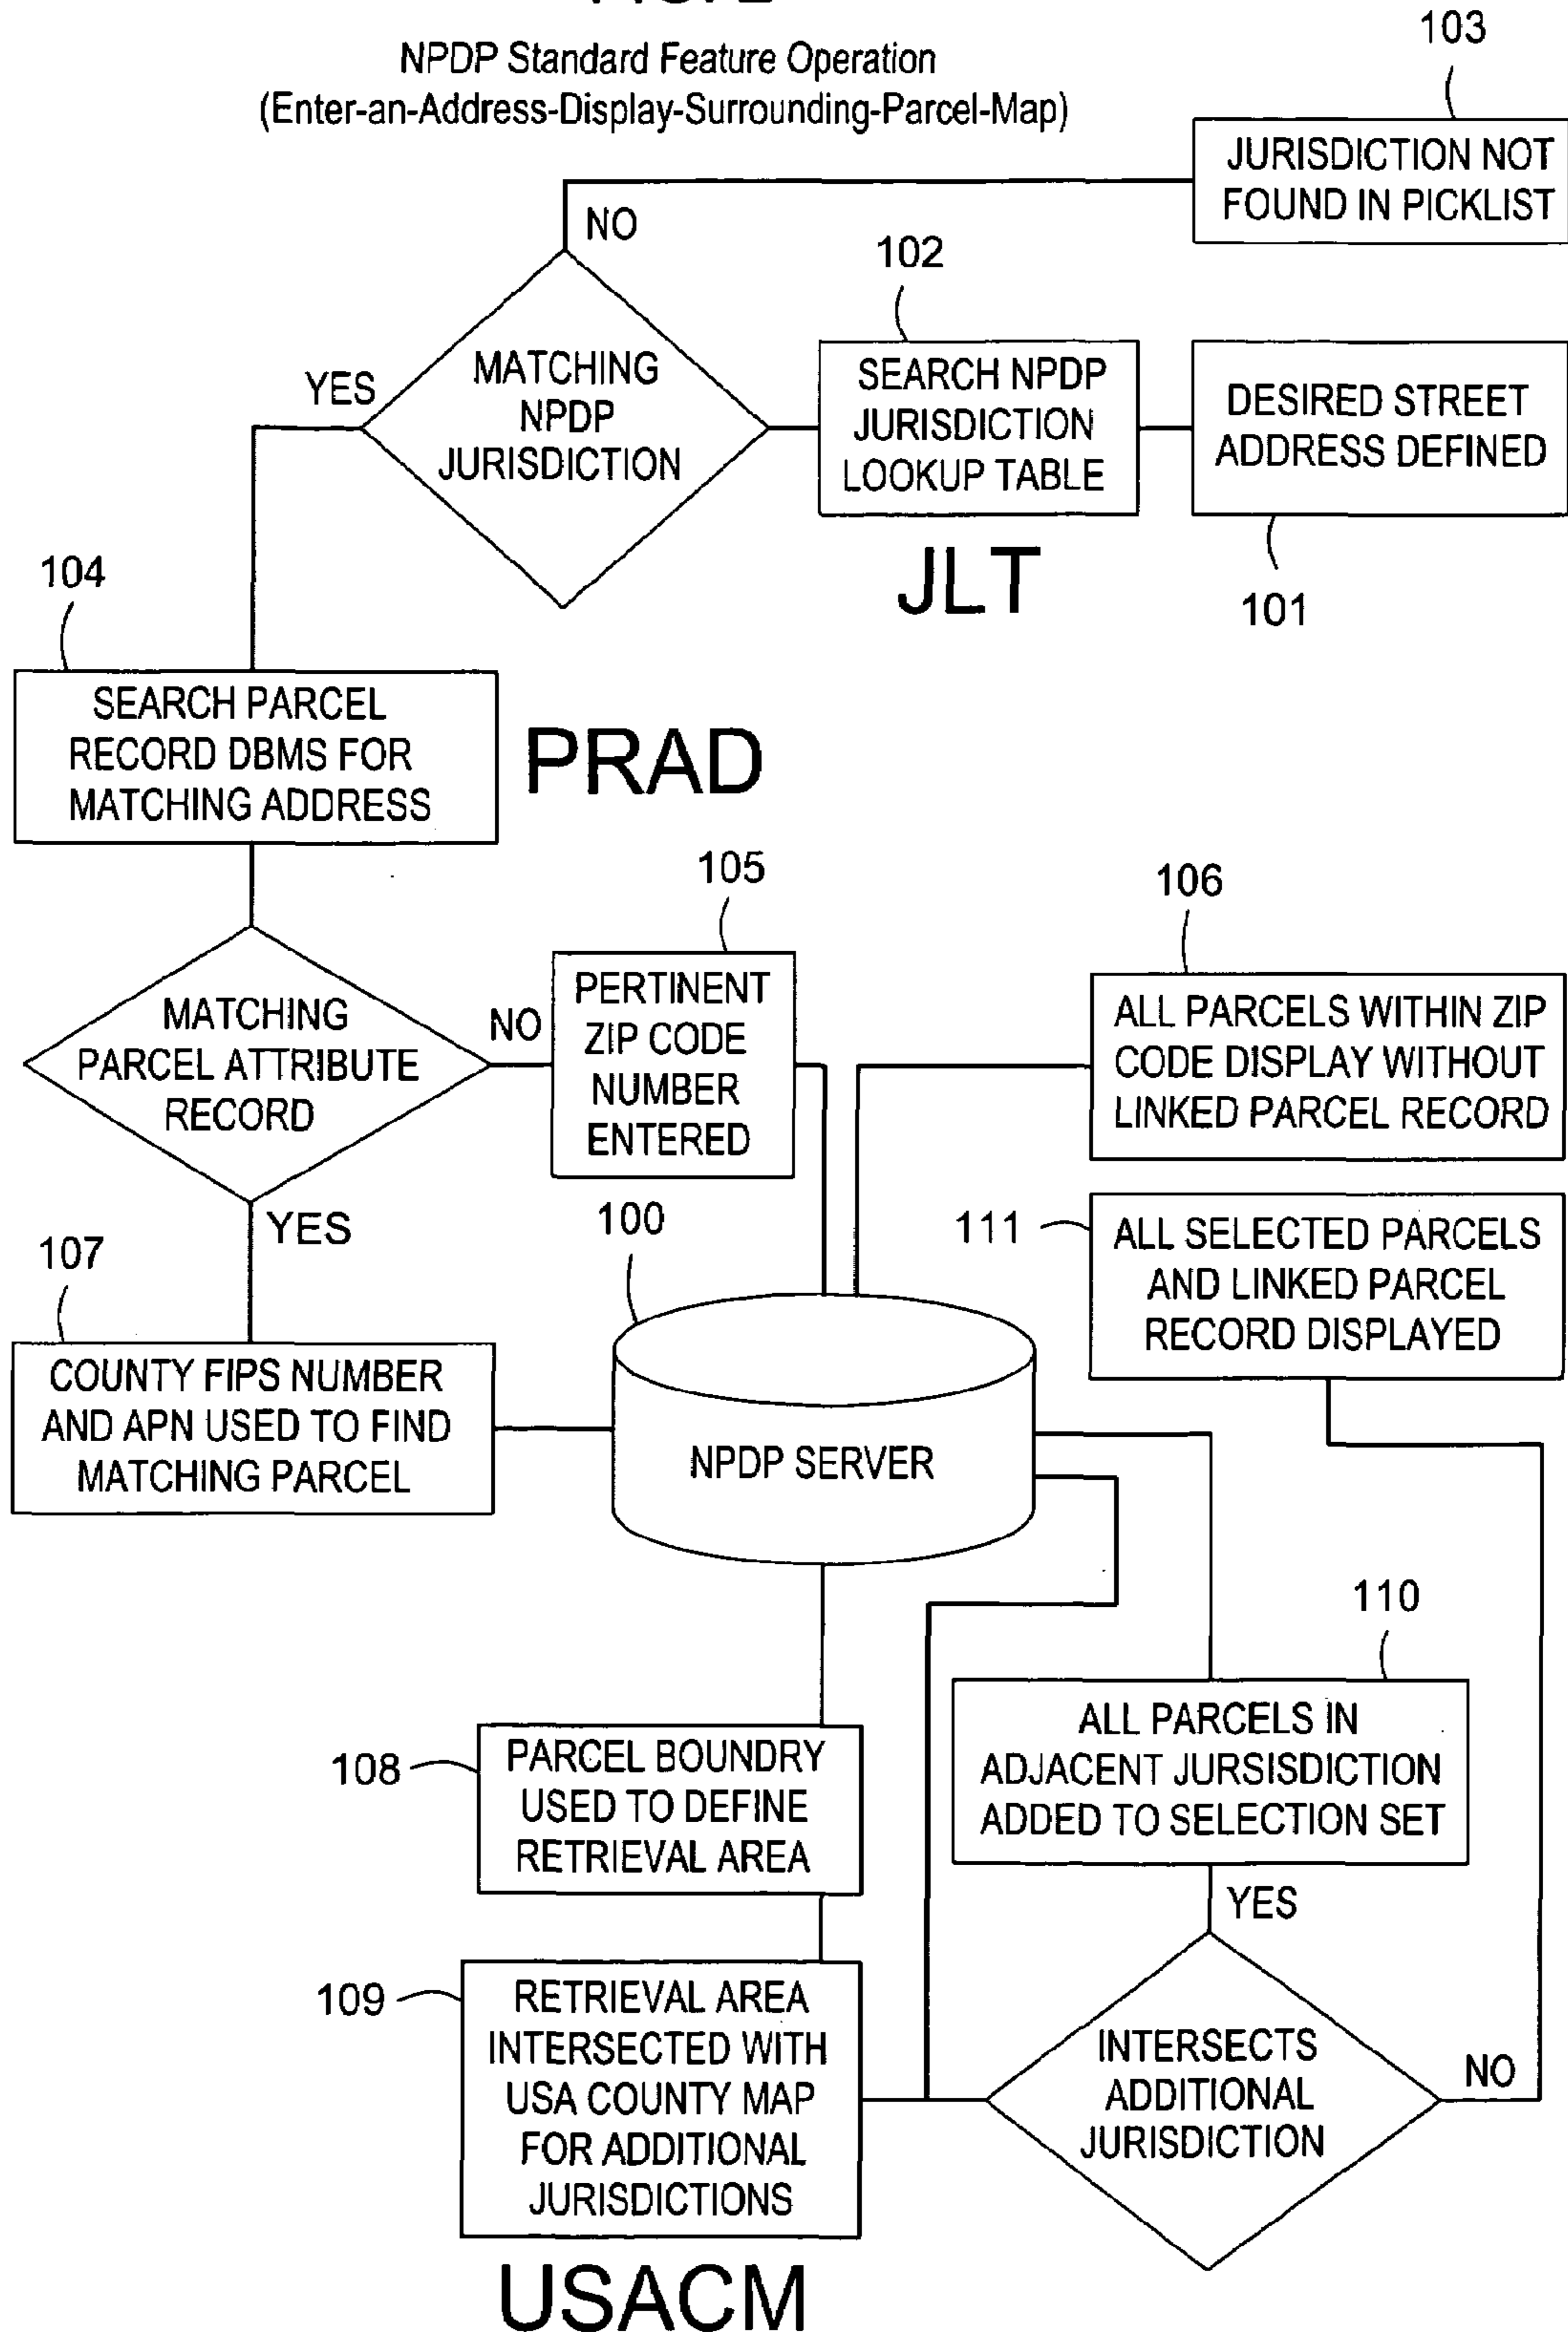 NPDP Standard Feature Operation
(Enter-an-Address-Display-Surrounding-Parcel-Map)
103
JURISDICTION NOT
FOUND IN PICKLIST
NO
102
YES
MATCHING
NPDP
JURISDICTION
SEARCH NPDP
JURISDICTION
LOOKUP TABLE
DESIRED STREET
ADDRESS DEFINED
JLT
101
104
SEARCH PARCEL
RECORD DBMS FOR
MATCHING ADDRESS
PRAD
105
106
MATCHING
PARCEL ATTRIBUTE
RECORD
NO
PERTINENT
ZIP CODE
NUMBER
ENTERED
ALL PARCELS WITHIN ZIP
CODE DISPLAY WITHOUT
LINKED PARCEL RECORD
YES
107
100
111
ALL SELECTED PARCELS
AND LINKED PARCEL
RECORD DISPLAYED
COUNTY FIPS NUMBER
AND APN USED TO FIND
MATCHING PARCEL
NPDP SERVER
110
108
PARCEL BOUNDRY
USED TO DEFINE
RETRIEVAL AREA
ALL PARCELS IN
ADJACENT JURSISDICTION
ADDED TO SELECTION SET
YES
109
RETRIEVAL AREA
INTERSECTED WITH
USA COUNTY MAP
FOR ADDITIONAL
JURISDICTIONS
INTERSECTS
ADDITIONAL
JURISDICTION
NO
USACM